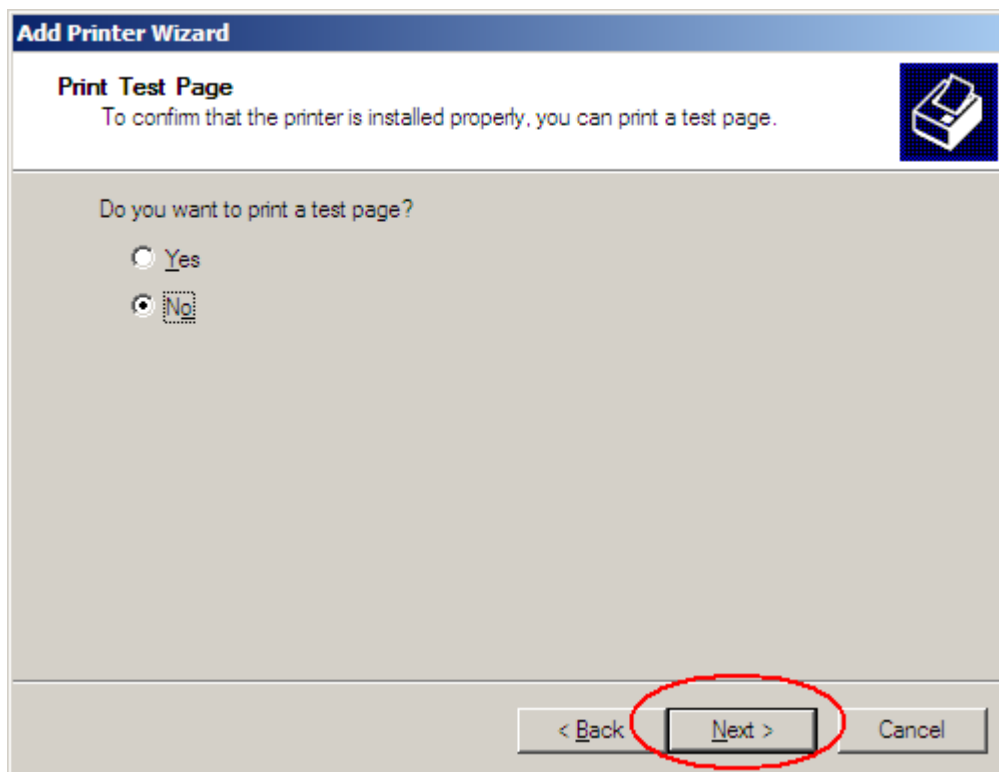 Add Printer Wizard
Print Test Page
To confirm that the printer is installed properly, you can print a test page.
Do you want to print a test page?
Yes
No
< Back Next > Cancel